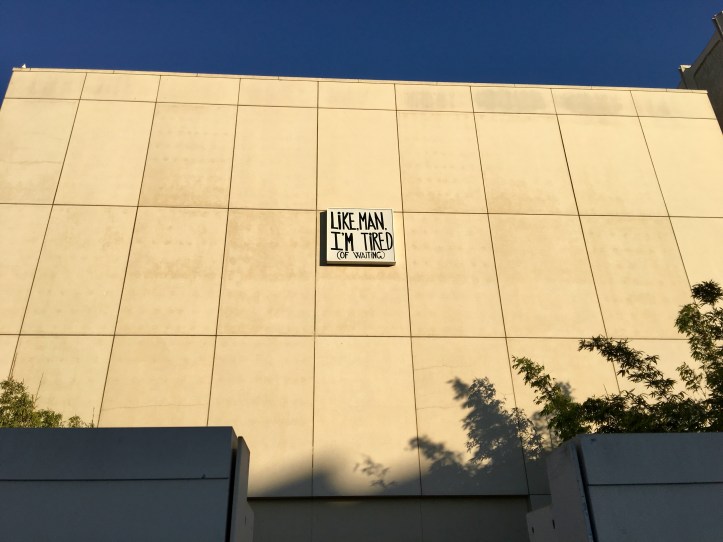 LIKE, MAN.
I'M TIRED
(OF WAITING)